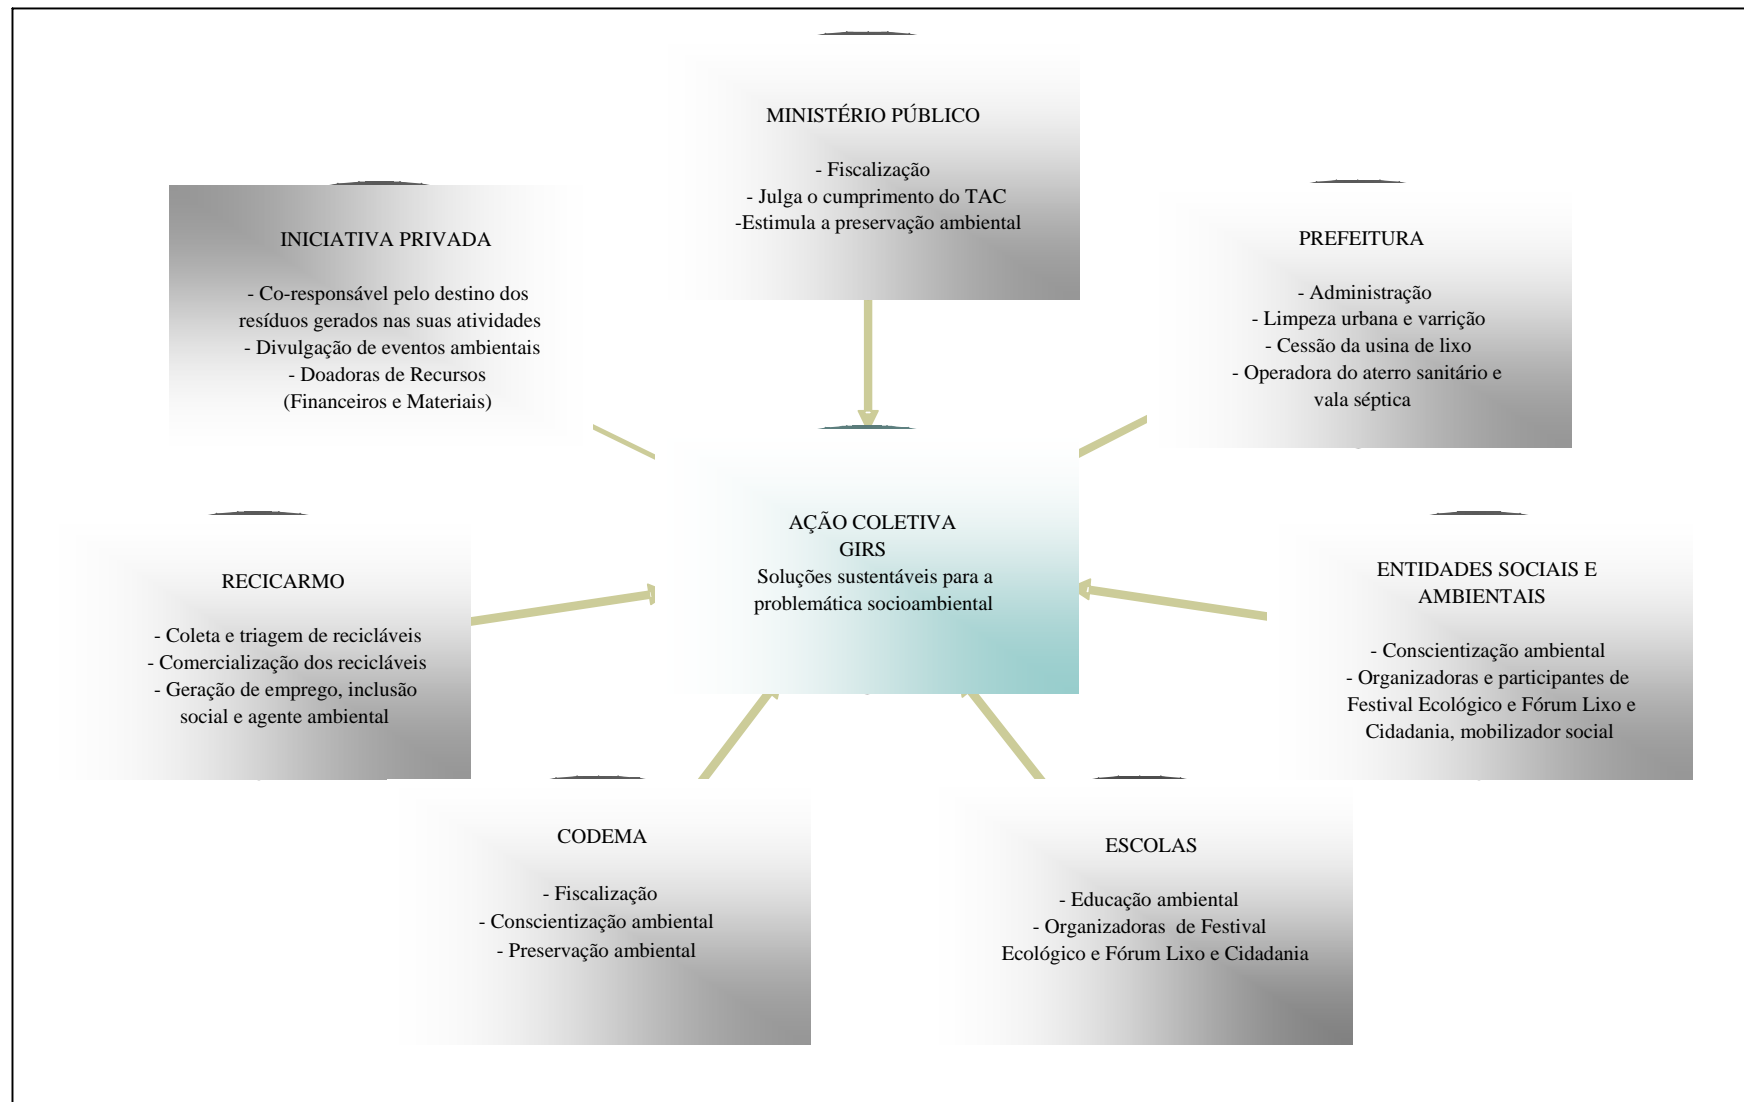 MINISTÉRIO PÚBLICO
- Fiscalização
- Julga o cumprimento do TAC
-Estimula a preservação ambiental
INICIATIVA PRIVADA
- Co-responsável pelo destino dos
resíduos gerados nas suas atividades
- Divulgação de eventos ambientais
- Doadoras de Recursos
(Financeiros e Materiais)
PREFEITURA
- Administração
- Limpeza urbana e varrição
- Cessão da usina de lixo
- Operadora do aterro sanitário e
vala séptica
AÇÃO COLETIVA
GIRS
Soluções sustentáveis para a
problemática socioambiental
RECICARMO
- Coleta e triagem de recicláveis
- Comercialização dos recicláveis
- Geração de emprego, inclusão
social e agente ambiental
ENTIDADES SOCIAIS E
AMBIENTAIS
- Conscientização ambiental
- Organizadoras e participantes de
Festival Ecológico e Fórum Lixo e
Cidadania, mobilizador social
CODEMA
- Fiscalização
- Conscientização ambiental
- Preservação ambiental
ESCOLAS
- Educação ambiental
- Organizadoras  de Festival
Ecológico e Fórum Lixo e Cidadania